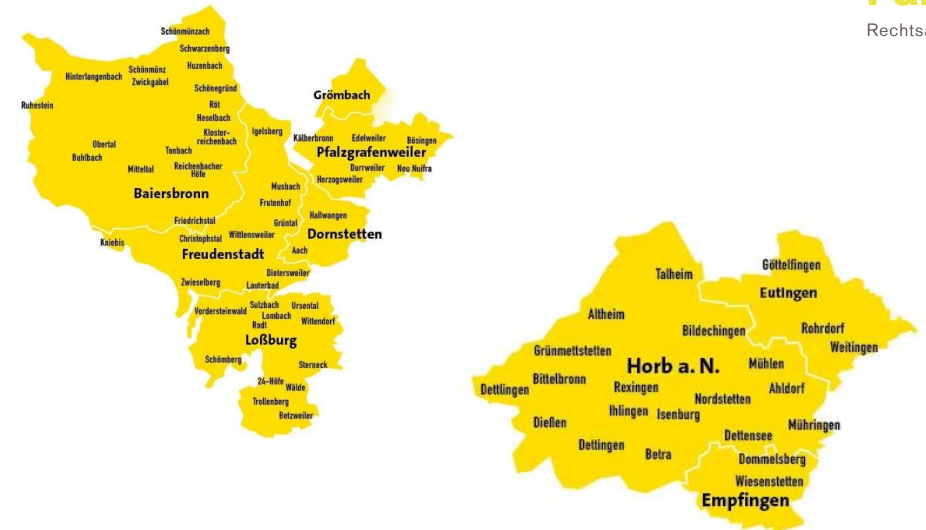 Rechtsa
Schönmünzach
Schwarzenberg
Huzenbach
Schönmünz
Zwickgabel
Hinterlangenbach
Schönegründ
Ruhestein
Röt
Heselbach
Kloster-
reichenbach
Igelsberg
Obertal
Buhlbach
Tonbach
Mitteltal
Reichenbacher
Höfe
Baiersbronn
Grömbach
Kälberbronn
Edelweiler
Bösingen
Pfalzgrafenweiler
Durrweiler
Neu Nuifra
Herzogsweiler
Musbach
Frutenhof
Hallwangen
Grüntal
Dornstetten
Aach
Friedrichstal
Kniebis
Christophstal
Wittlensweiler
Freudenstadt
Dietersweiler
Zwieselberg
Lauterbad
Vordersteinwald
Sulzbach
Ursental
Lombach
Rodt
Wittendorf
Loßburg
Schömberg
Sterneck
24-Höfe
Wälde
Trollenberg
Betzweiler
Göttelfingen
Talheim
Eutingen
Altheim
Bildechingen
Rohrdorf
Weitingen
Grünmettstetten
Horb a. N.
Mühlen
Dettlingen
Bittelbronn
Rexingen
Ahldorf
Nordstetten
Ihlingen
Isenburg
Dießen
Mühringen
Dettensee
Dettingen
Betra
Dommelsberg
Wiesenstetten
Empfingen